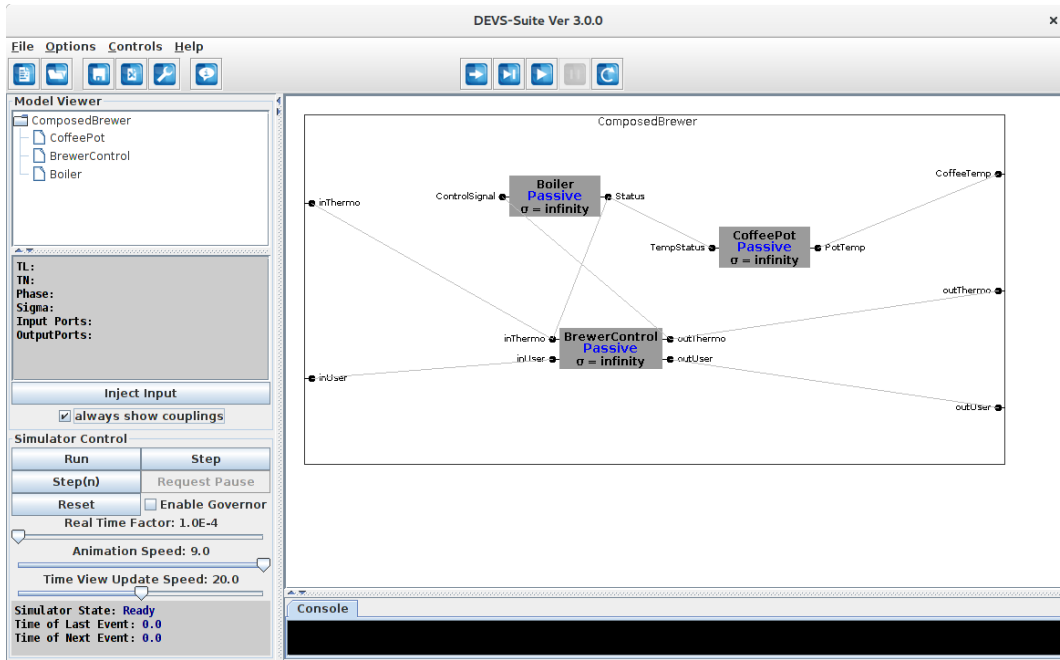 DEVS-Suite Ver 3.0.0
×
File Options Controls Help
Model Viewer
ComposedBrewer
CoffeePot
BrewerControl
Boiler
TL:
TN:
Phase:
Sigma:
Input Ports:
OutputPorts:
Inject Input
always show couplings
Simulator Control
Run Step
Step(n) Request Pause
Reset Enable Governor
Real Time Factor: 1.0E-4
Animation Speed: 9.0
Time View Update Speed: 20.0
Simulator State: Ready
Time of Last Event: 0.0
Time of Next Event: 0.0
ComposedBrewer
inThermo
inUser
ControlSignal
Boiler
Passive
σ = infinity
Status
TempStatus
CoffeePot
Passive
σ = infinity
PotTemp
inThermo
inUser
BrewerControl
Passive
σ = infinity
outThermo
outUser
CoffeeTemp
outThermo
outUser
Console